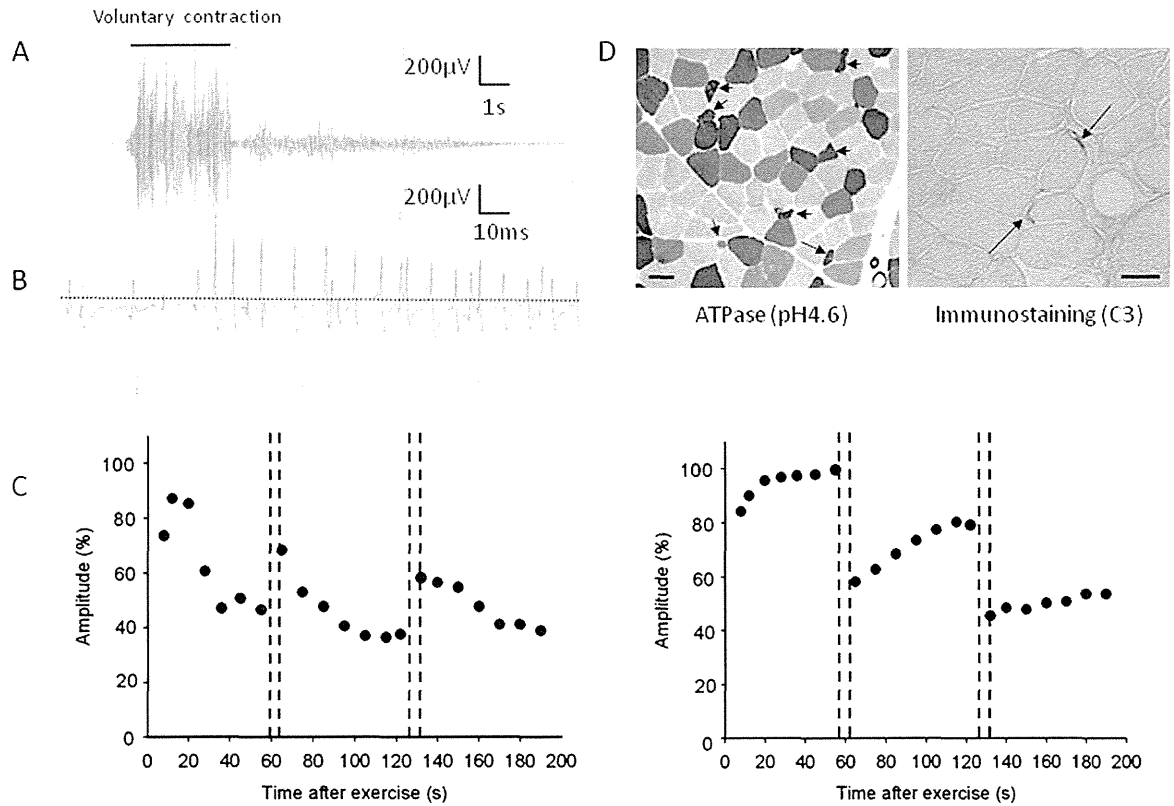 Voluntary contraction
A
200μV
1s
200μV
10ms
B
D
ATPase (pH4.6)
Immunostaining (C3)
C
Amplitude (%)
100
80
60
40
20
0
0 20 40 60 80 100 120 140 160 180 200
Time after exercise (s)
Amplitude (%)
100
80
60
40
20
0
0 20 40 60 80 100 120 140 160 180 200
Time after exercise (s)